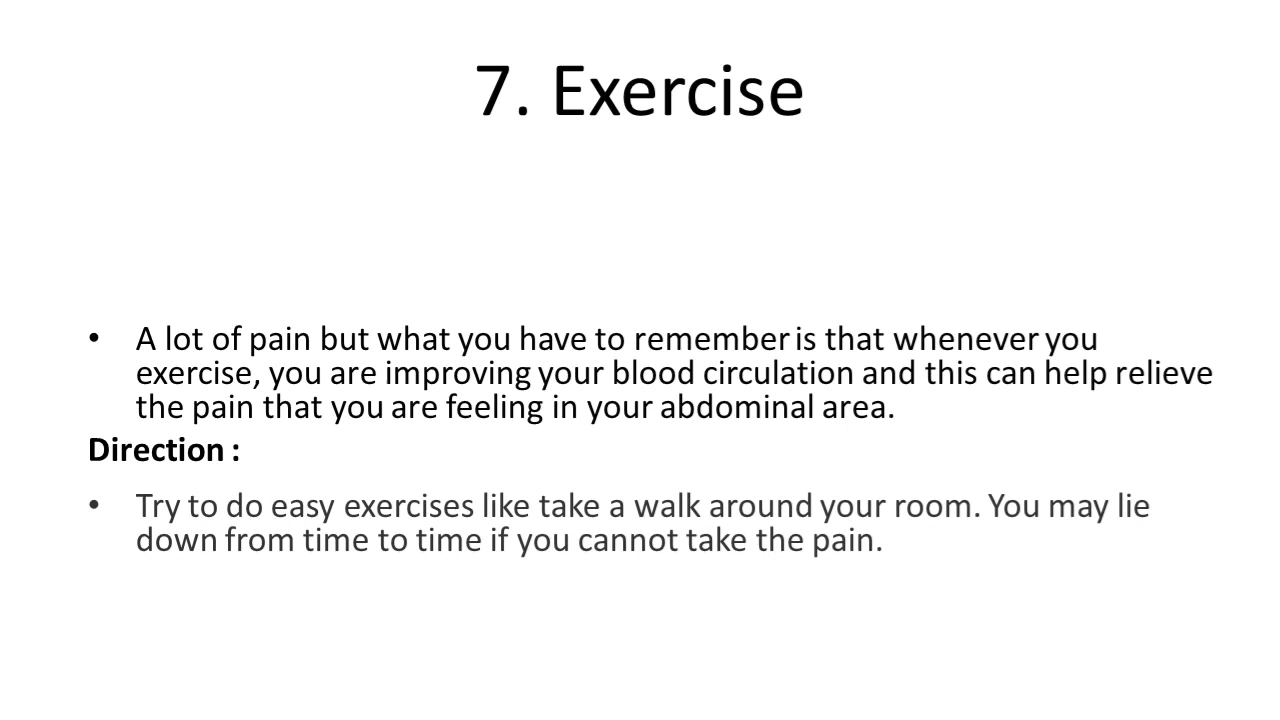 7. Exercise
• A lot of pain but what you have to remember is that whenever you
exercise, you are improving your blood circulation and this can help relieve
the pain that you are feeling in your abdominal area.
Direction :
• Try to do easy exercises like take a walk around your room. You may lie
down from time to time if you cannot take the pain.